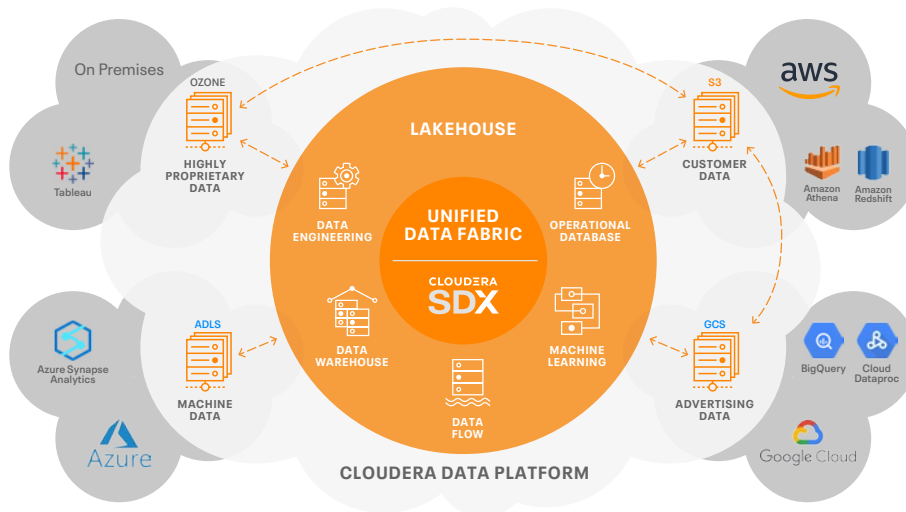 On Premises
OZONE
S3
aws
LAKEHOUSE
HIGHLY
PROPRIETARY
DATA
CUSTOMER
DATA
Tableau
Amazon
Athena
Amazon
Redshift
DATA
ENGINEERING
UNIFIED
DATA FABRIC
OPERATIONAL
DATABASE
CLOUDERA
SDX
ADLS
GCS
Azure Synapse
Analytics
DATA
WAREHOUSE
MACHINE
LEARNING
BigQuery
Cloud
Dataproc
MACHINE
DATA
ADVERTISING
DATA
DATA
FLOW
Azure
Google Cloud
CLOUDERA DATA PLATFORM